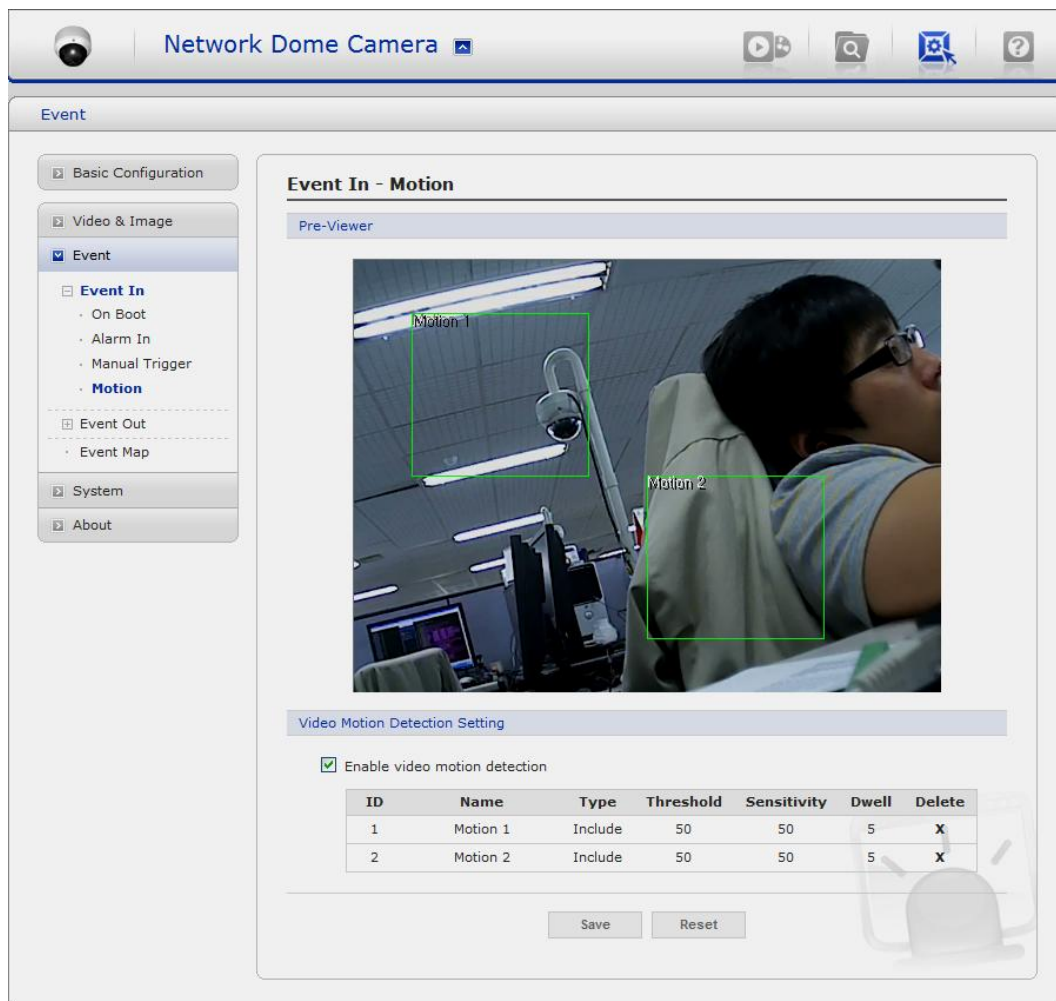 Network Dome Camera
Event
Basic Configuration
Video & Image
Event
Event In
On Boot
Alarm In
Manual Trigger
Motion
Event Out
Event Map
System
About
Event In - Motion
Pre-Viewer
Motion 1
Motion 2
Video Motion Detection Setting
Enable video motion detection
ID Name Type Threshold Sensitivity Dwell Delete
1 Motion 1 Include 50 50 5 X
2 Motion 2 Include 50 50 5 X
Save Reset